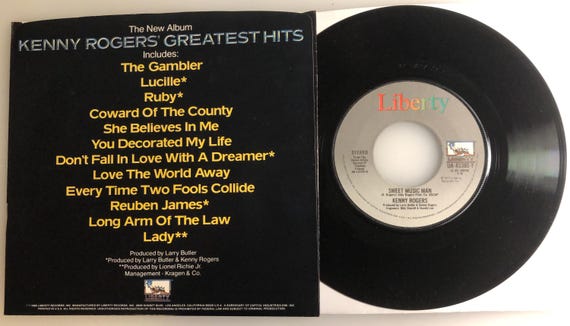 The New Album
KENNY ROGERS' GREATEST HITS
Includes:
The Gambler
Lucille*
Ruby*
Coward Of The County
She Believes In Me
You Decorated My Life
Don't Fall In Love With A Dreamer*
Love The World Away
Every Time Two Fools Collide
Reuben James*
Long Arm Of The Law
Lady**
Produced by Larry Butler
*Produced by Larry Butler & Kenny Rogers
**Produced by Lionel Richie Jr.
Management - Kragen & Co.
LIBERTY
Liberty
STEREO
SWEET MUSIC MAN
KENNY ROGERS